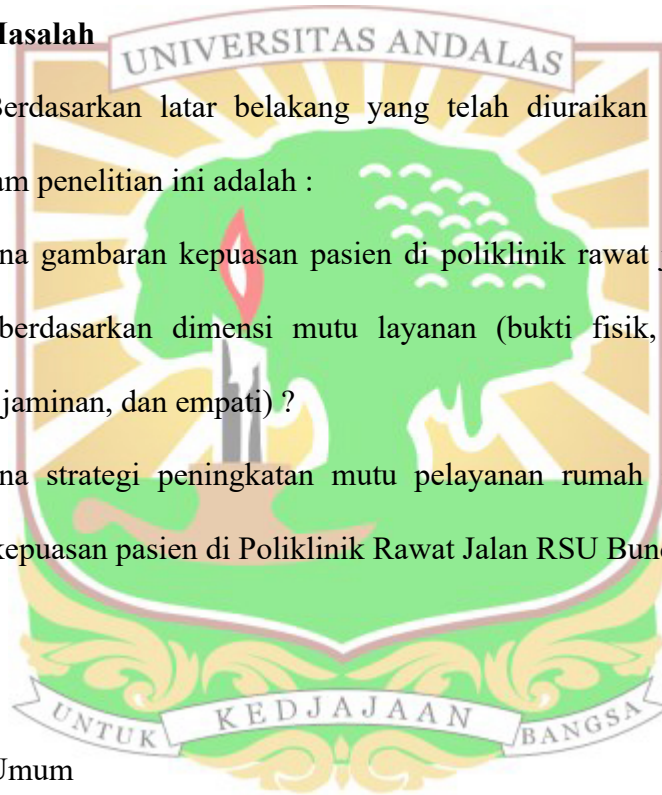 Masalah
UNIVERSITAS ANDALAS
Berdasarkan latar belakang yang telah diuraikan
am penelitian ini adalah :
na gambaran kepuasan pasien di poliklinik rawat j
berdasarkan dimensi mutu layanan (bukti fisik,
jaminan, dan empati) ?
na strategi peningkatan mutu pelayanan rumah
kepuasan pasien di Poliklinik Rawat Jalan RSU Bund
UNTUK KEDJAJAAN BANGSA
Umum